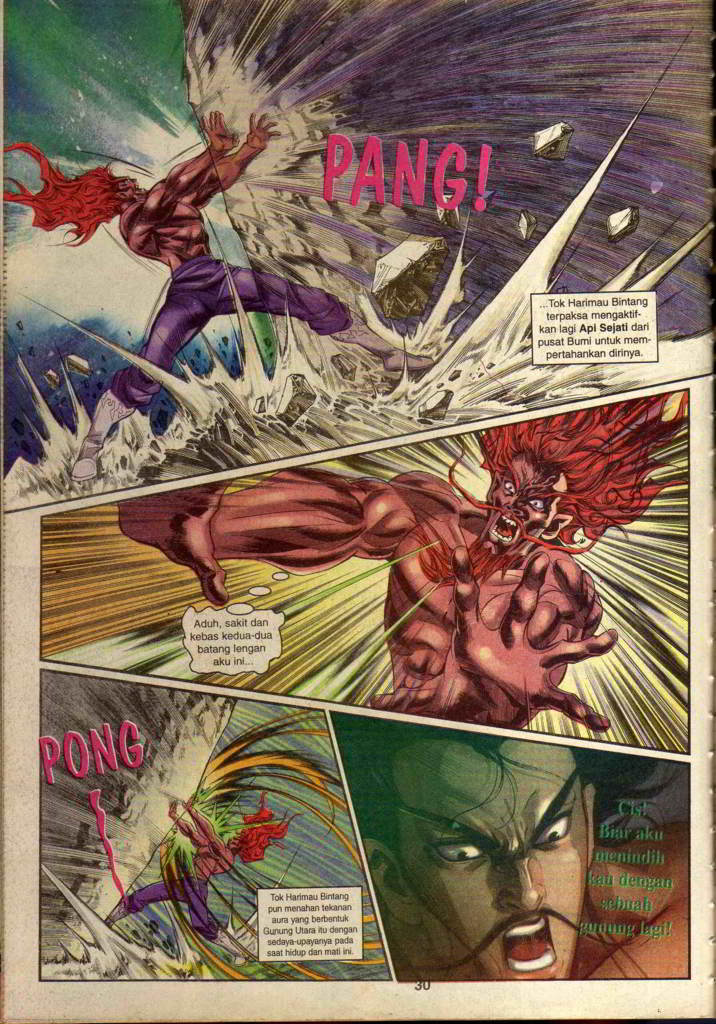 PANG!
...Tok Harimau Bintang
terpaksa mengaktif-
kan lagi Api Sejati dari
pusat Bumi untuk mem-
pertahankan dirinya.
Aduh, sakit dan
kebas kedua-dua
batang lengan
aku ini...
PONG
Tok Harimau Bintang
pun menahan tekanan
aura yang berbentuk
Gunung Utara itu dengan
sedaya-upayanya pada
saat hidup dan mati ini.
Cis!
Biar aku
menindih
kau dengan
sebuah
gunung lagi!
30